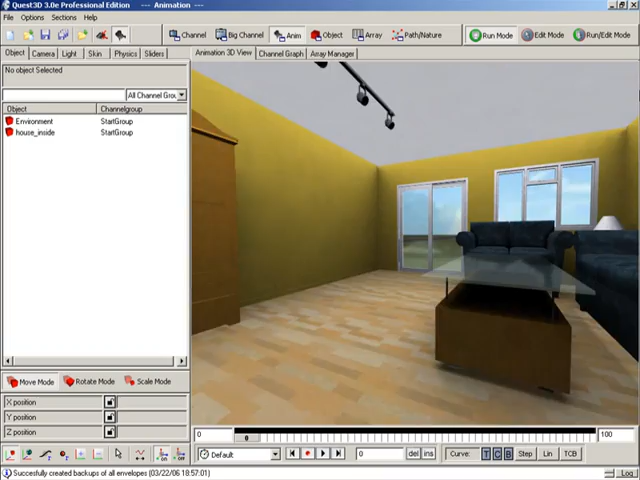 Quest3D 3.0e Professional Edition --- Animation ---
File Options Sections Help
Channel Big Channel Anim Object Array Path/Nature Run Mode Edit Mode Run/Edit Mode
Object Camera Light Skin Physics Sliders Animation 3D View Channel Graph Array Manager
No object Selected
All Channel Grou
Object Channelgroup
Environment StartGroup
house_inside StartGroup
Move Mode Rotate Mode Scale Mode
X position
Y position
Z position
0 0 100
Default 0 del ins Curve: T C B Step Lin TCB
on off
Succesfully created backups of all envelopes (03/22/06 18:57:01) Log